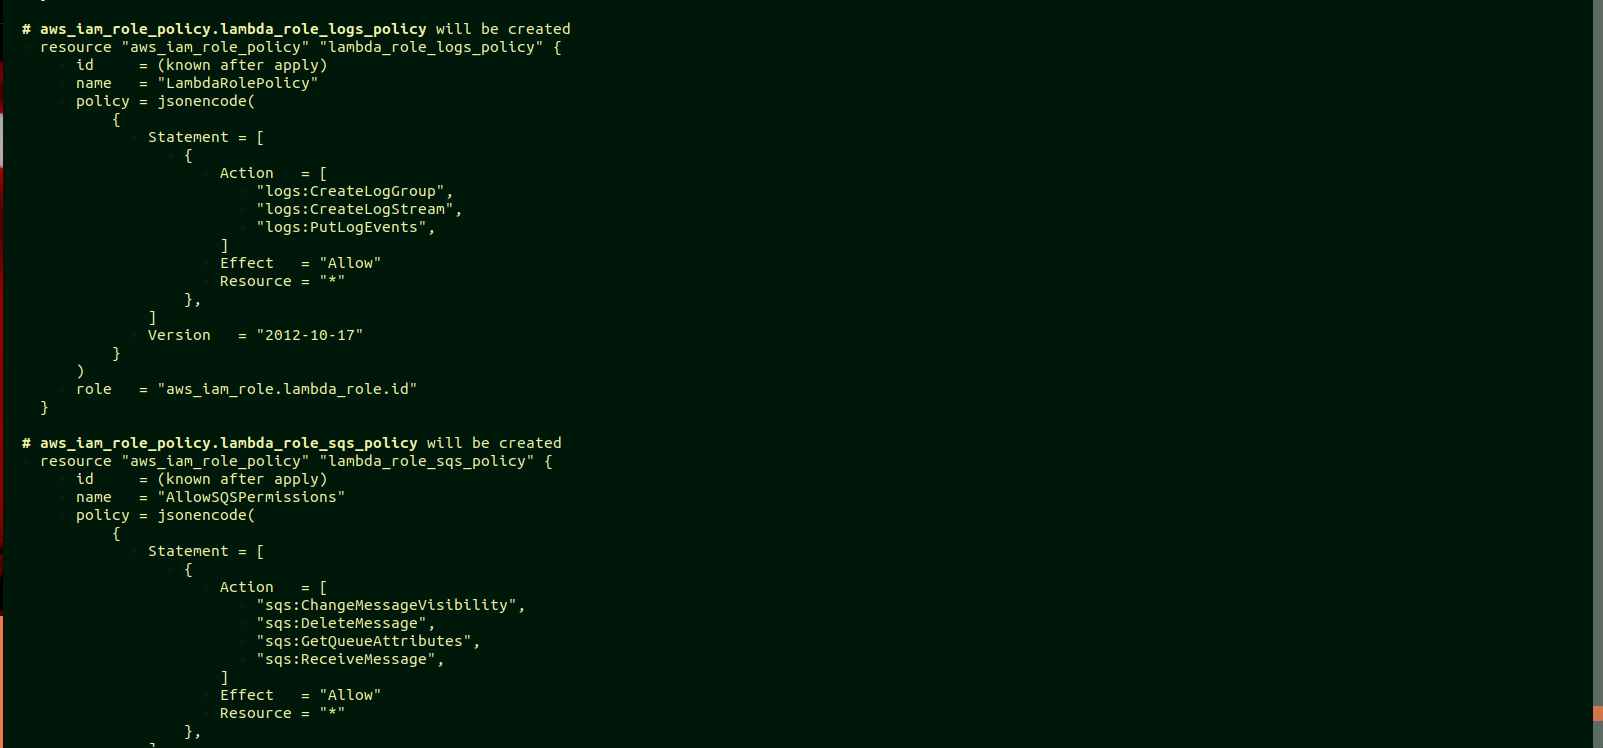 # aws_iam_role_policy.lambda_role_logs_policy will be created
+ resource "aws_iam_role_policy" "lambda_role_logs_policy" {
+ id     = (known after apply)
+ name   = "LambdaRolePolicy"
+ policy = jsonencode(
{
+ Statement = [
+ {
+ Action   = [
+ "logs:CreateLogGroup",
+ "logs:CreateLogStream",
+ "logs:PutLogEvents",
]
+ Effect   = "Allow"
+ Resource = "*"
},
]
+ Version   = "2012-10-17"
}
)
+ role   = "aws_iam_role.lambda_role.id"
}
# aws_iam_role_policy.lambda_role_sqs_policy will be created
+ resource "aws_iam_role_policy" "lambda_role_sqs_policy" {
+ id     = (known after apply)
+ name   = "AllowSQSPermissions"
+ policy = jsonencode(
{
+ Statement = [
+ {
+ Action   = [
+ "sqs:ChangeMessageVisibility",
+ "sqs:DeleteMessage",
+ "sqs:GetQueueAttributes",
+ "sqs:ReceiveMessage",
]
+ Effect   = "Allow"
+ Resource = "*"
},
]